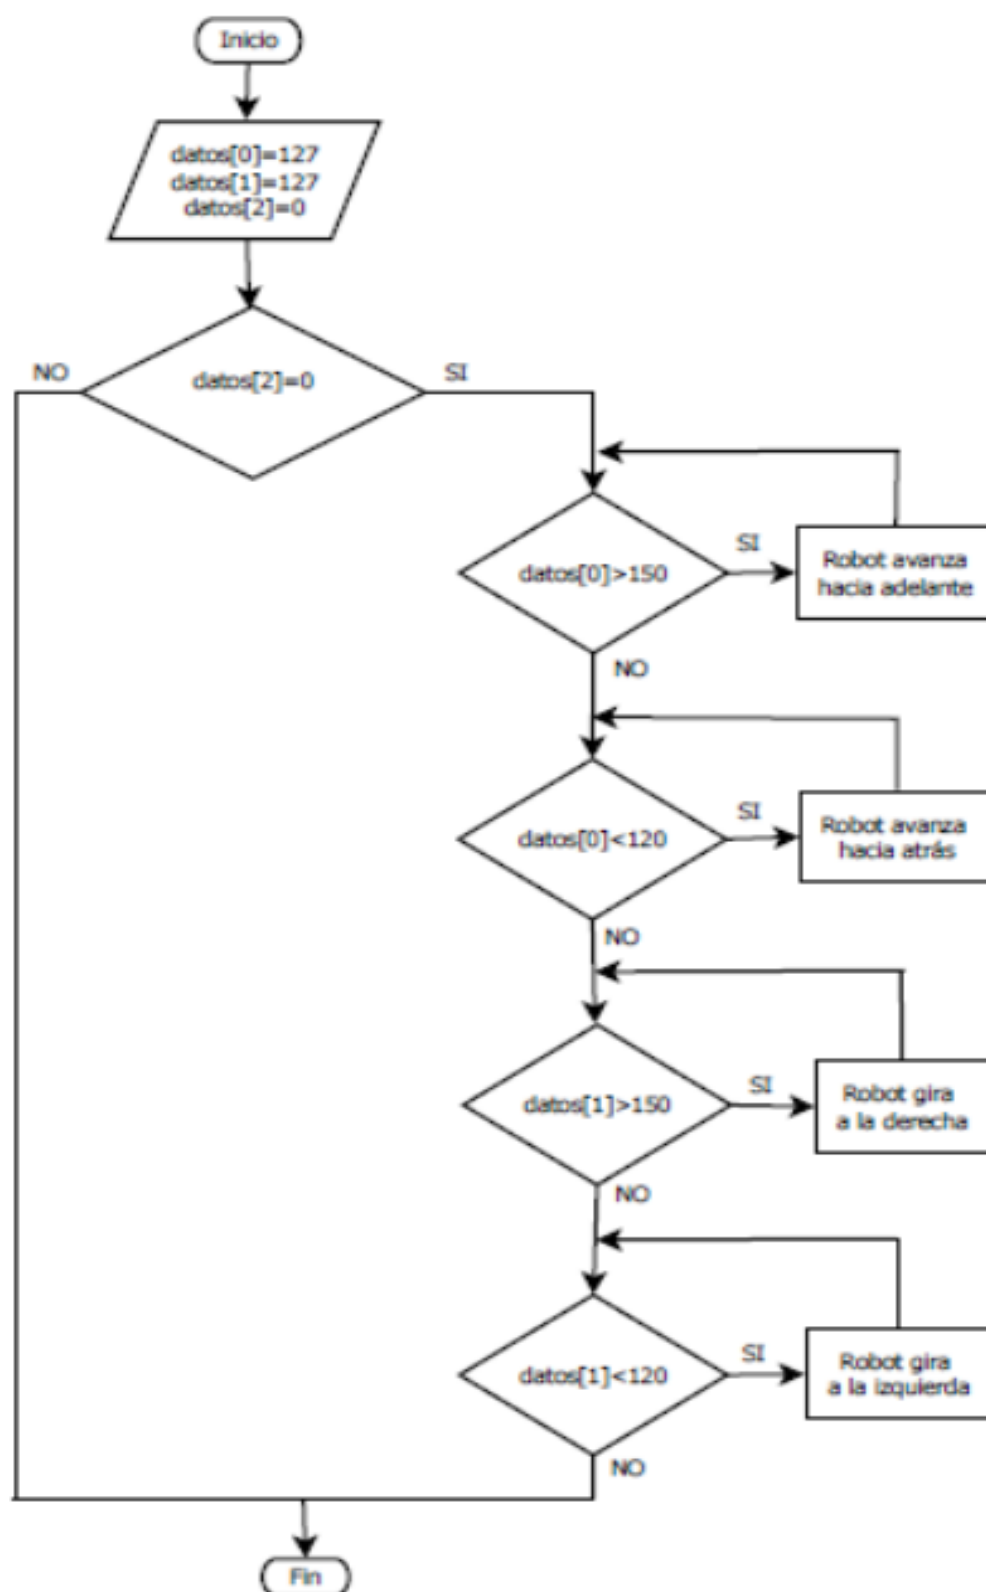 Inicio
datos[0]=127
datos[1]=127
datos[2]=0
NO
datos[2]=0
SI
datos[0]>150
SI
Robot avanza
hacia adelante
NO
datos[0]<120
SI
Robot avanza
hacia atrás
NO
datos[1]>150
SI
Robot gira
a la derecha
NO
datos[1]<120
SI
Robot gira
a la izquierda
NO
Fin